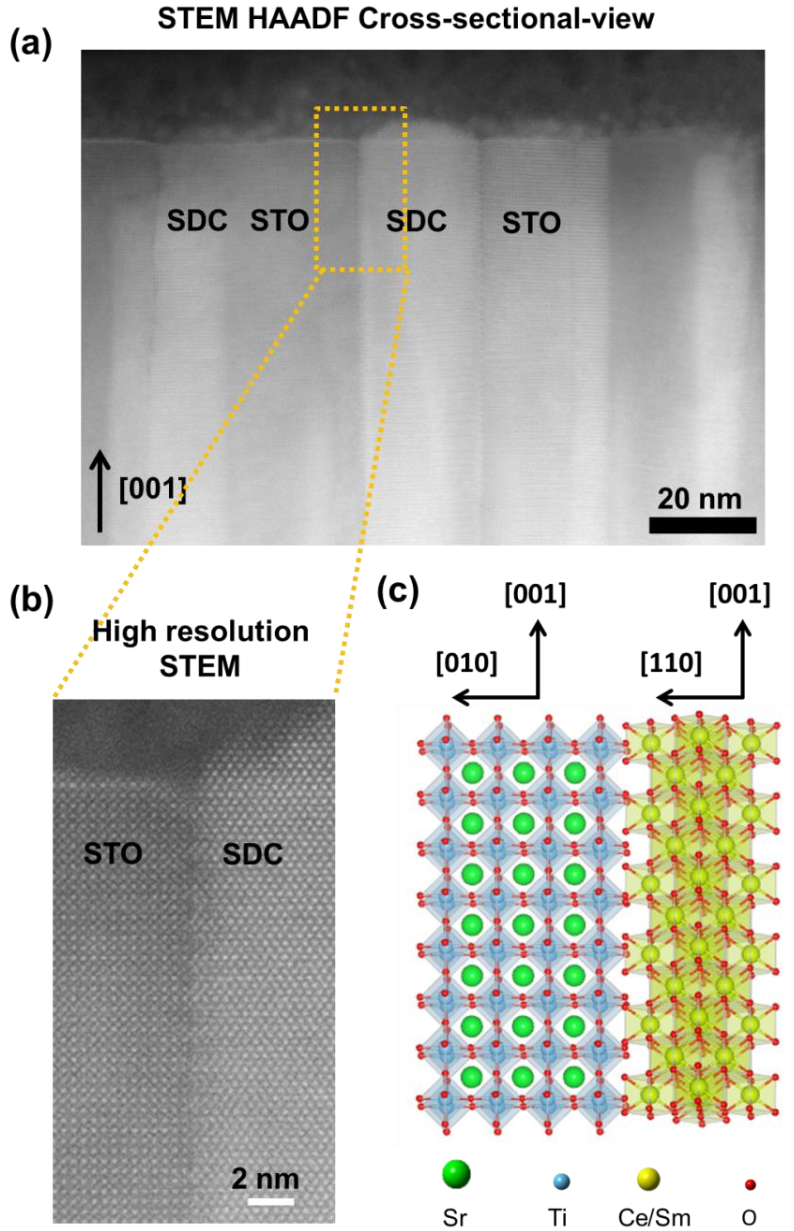 STEM HAADF Cross-sectional-view
(a)
SDC STO SDC STO
[001]
20 nm
(b)
High resolution
STEM
STO SDC
2 nm
(c)
[001] [001]
[010] [110]
Sr Ti Ce/Sm O